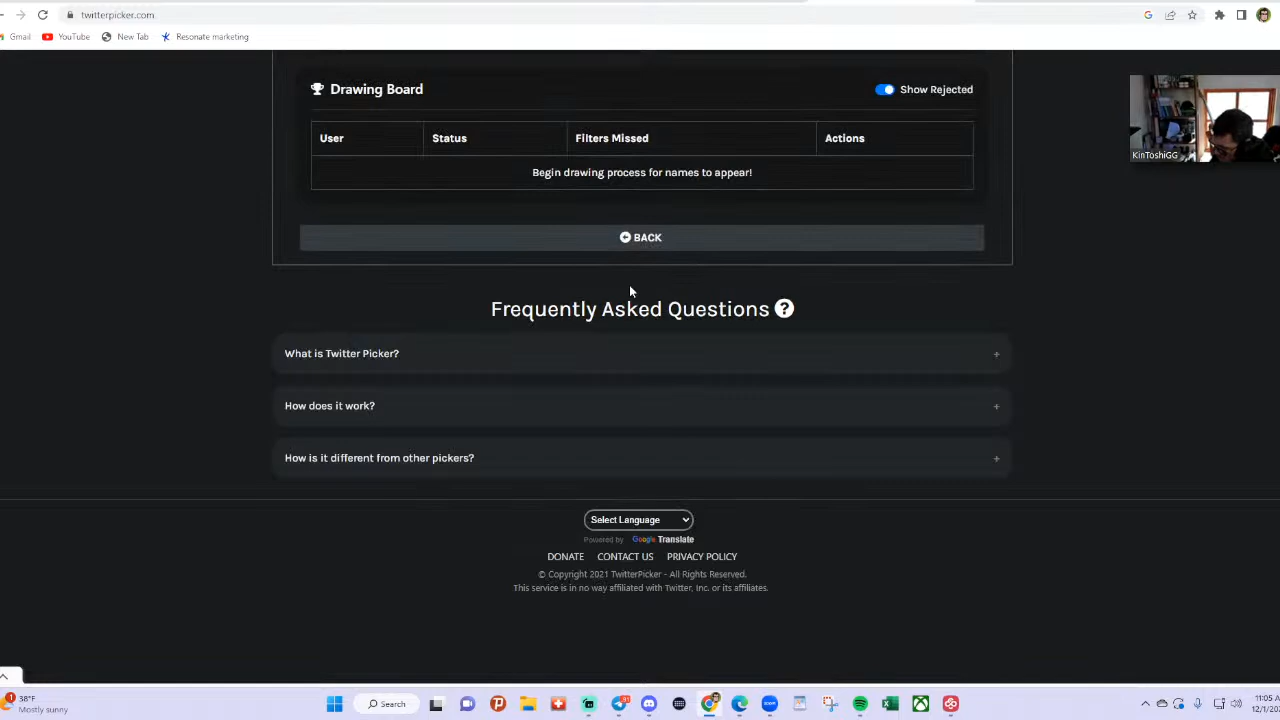 twitterpicker.com
Gmail YouTube New Tab Resonate marketing
Drawing Board Show Rejected
User Status Filters Missed Actions
Begin drawing process for names to appear!
BACK
KinToshiGG
Frequently Asked Questions ?
What is Twitter Picker? +
How does it work? +
How is it different from other pickers? +
Select Language
Powered by Google Translate
DONATE CONTACT US PRIVACY POLICY
© Copyright 2021 TwitterPicker - All Rights Reserved.
This service is in no way affiliated with Twitter, Inc. or its affiliates.
38°F
Mostly sunny
Search
11:05 A